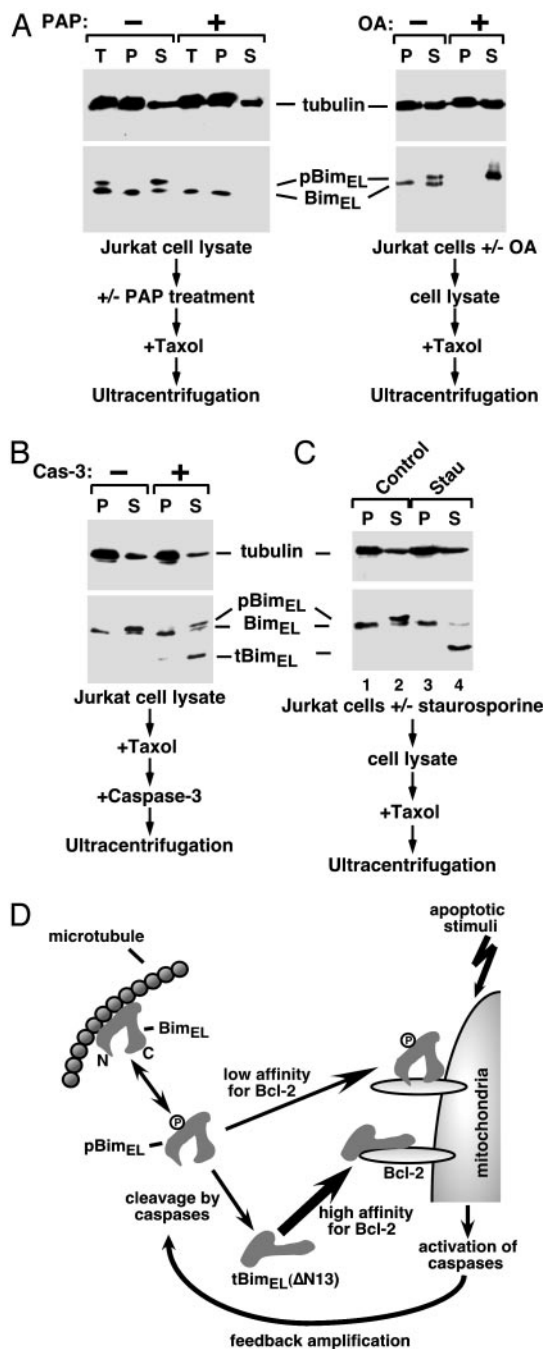 A
PAP: − + OA: − +
T P S T P S P S P S
tubulin
pBimEL
BimEL
Jurkat cell lysate
+/- PAP treatment
+Taxol
Ultracentrifugation
Jurkat cells +/- OA
cell lysate
+Taxol
Ultracentrifugation
B
Cas-3: − +
P S P S
C
Control Stau
P S P S
tubulin
pBimEL
BimEL
tBimEL
1 2 3 4
Jurkat cell lysate
+Taxol
+Caspase-3
Ultracentrifugation
Jurkat cells +/- staurosporine
cell lysate
+Taxol
Ultracentrifugation
D
microtubule
apoptotic
stimuli
BimEL
N C
P
low affinity
for Bcl-2
P
pBimEL
mitochondria
Bcl-2
cleavage by
caspases
high affinity
for Bcl-2
tBimEL(ΔN13)
activation of
caspases
feedback amplification